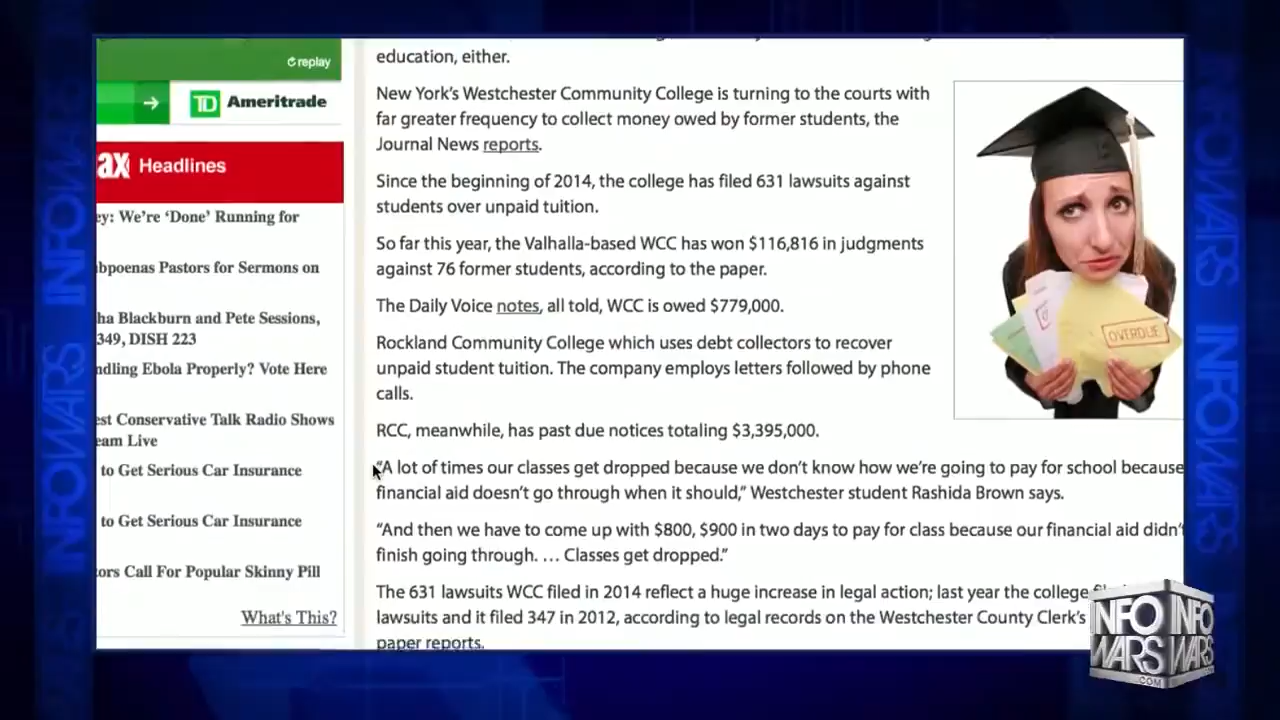 education, either.
replay
Ameritrade
Headlines
We're 'Done' Running for
Pastors for Sermons on
Blackburn and Pete Sessions,
349, DISH 223
Ebola Properly? Vote Here
Conservative Talk Radio Shows
Live
to Get Serious Car Insurance
to Get Serious Car Insurance
Call For Popular Skinny Pill
What's This?
New York's Westchester Community College is turning to the courts with
far greater frequency to collect money owed by former students, the
Journal News reports.
Since the beginning of 2014, the college has filed 631 lawsuits against
students over unpaid tuition.
So far this year, the Valhalla-based WCC has won $116,816 in judgments
against 76 former students, according to the paper.
The Daily Voice notes, all told, WCC is owed $779,000.
Rockland Community College which uses debt collectors to recover
unpaid student tuition. The company employs letters followed by phone
calls.
RCC, meanwhile, has past due notices totaling $3,395,000.
“A lot of times our classes get dropped because we don't know how we're going to pay for school because
financial aid doesn't go through when it should,” Westchester student Rashida Brown says.
“And then we have to come up with $800, $900 in two days to pay for class because our financial aid didn't
finish going through. … Classes get dropped.”
The 631 lawsuits WCC filed in 2014 reflect a huge increase in legal action; last year the college
lawsuits and it filed 347 in 2012, according to legal records on the Westchester County Clerk's
paper reports.
OVERDUE
INFOWARS
INFOWARS
INFO
WARS
INFO
WARS
.COM